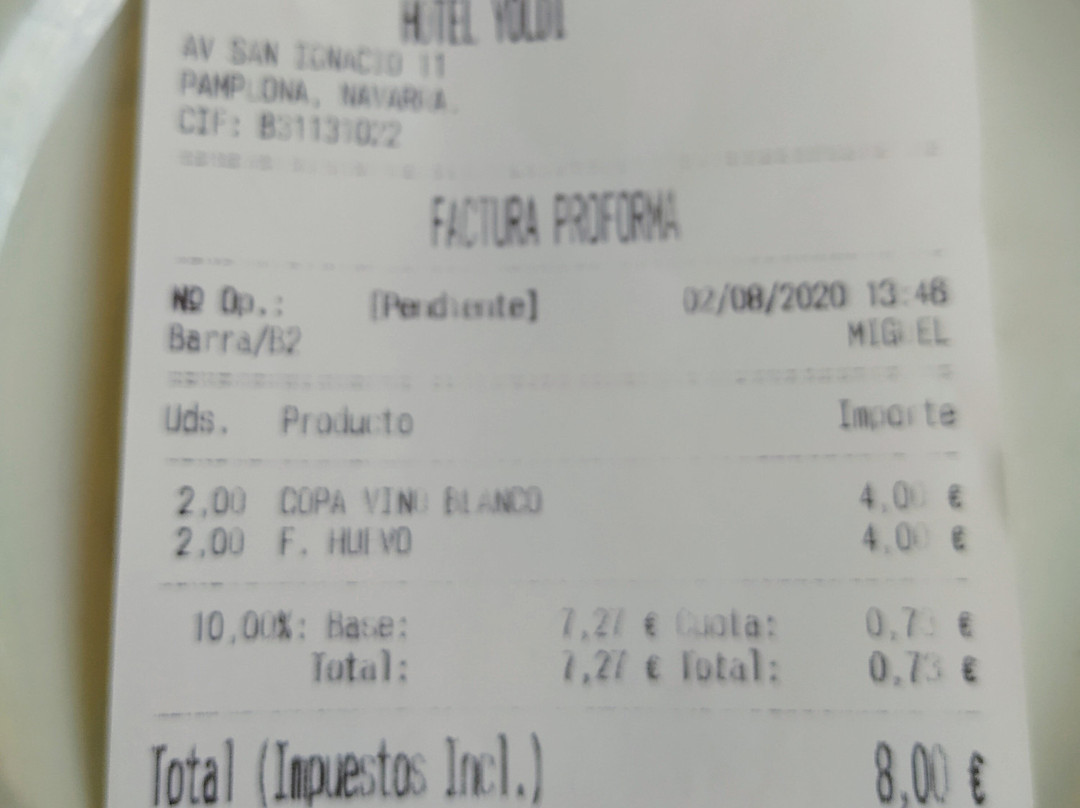 HOTEL YOLDI
AV SAN IGNACIO 11
PAMPLONA, NAVARRA.
CIF: B31131022
FACTURA PROFORMA
Nº Op.: [Pendiente] 02/08/2020 13:46
Barra/B2 MIGUEL
Uds. Producto Importe
2,00 COPA VINO BLANCO 4,00 €
2,00 F. HUEVO 4,00 €
10,00%: Base: 7,27 € Cuota: 0,73 €
Total: 7,27 € Total: 0,73 €
Total (Impuestos Incl.) 8,00 €